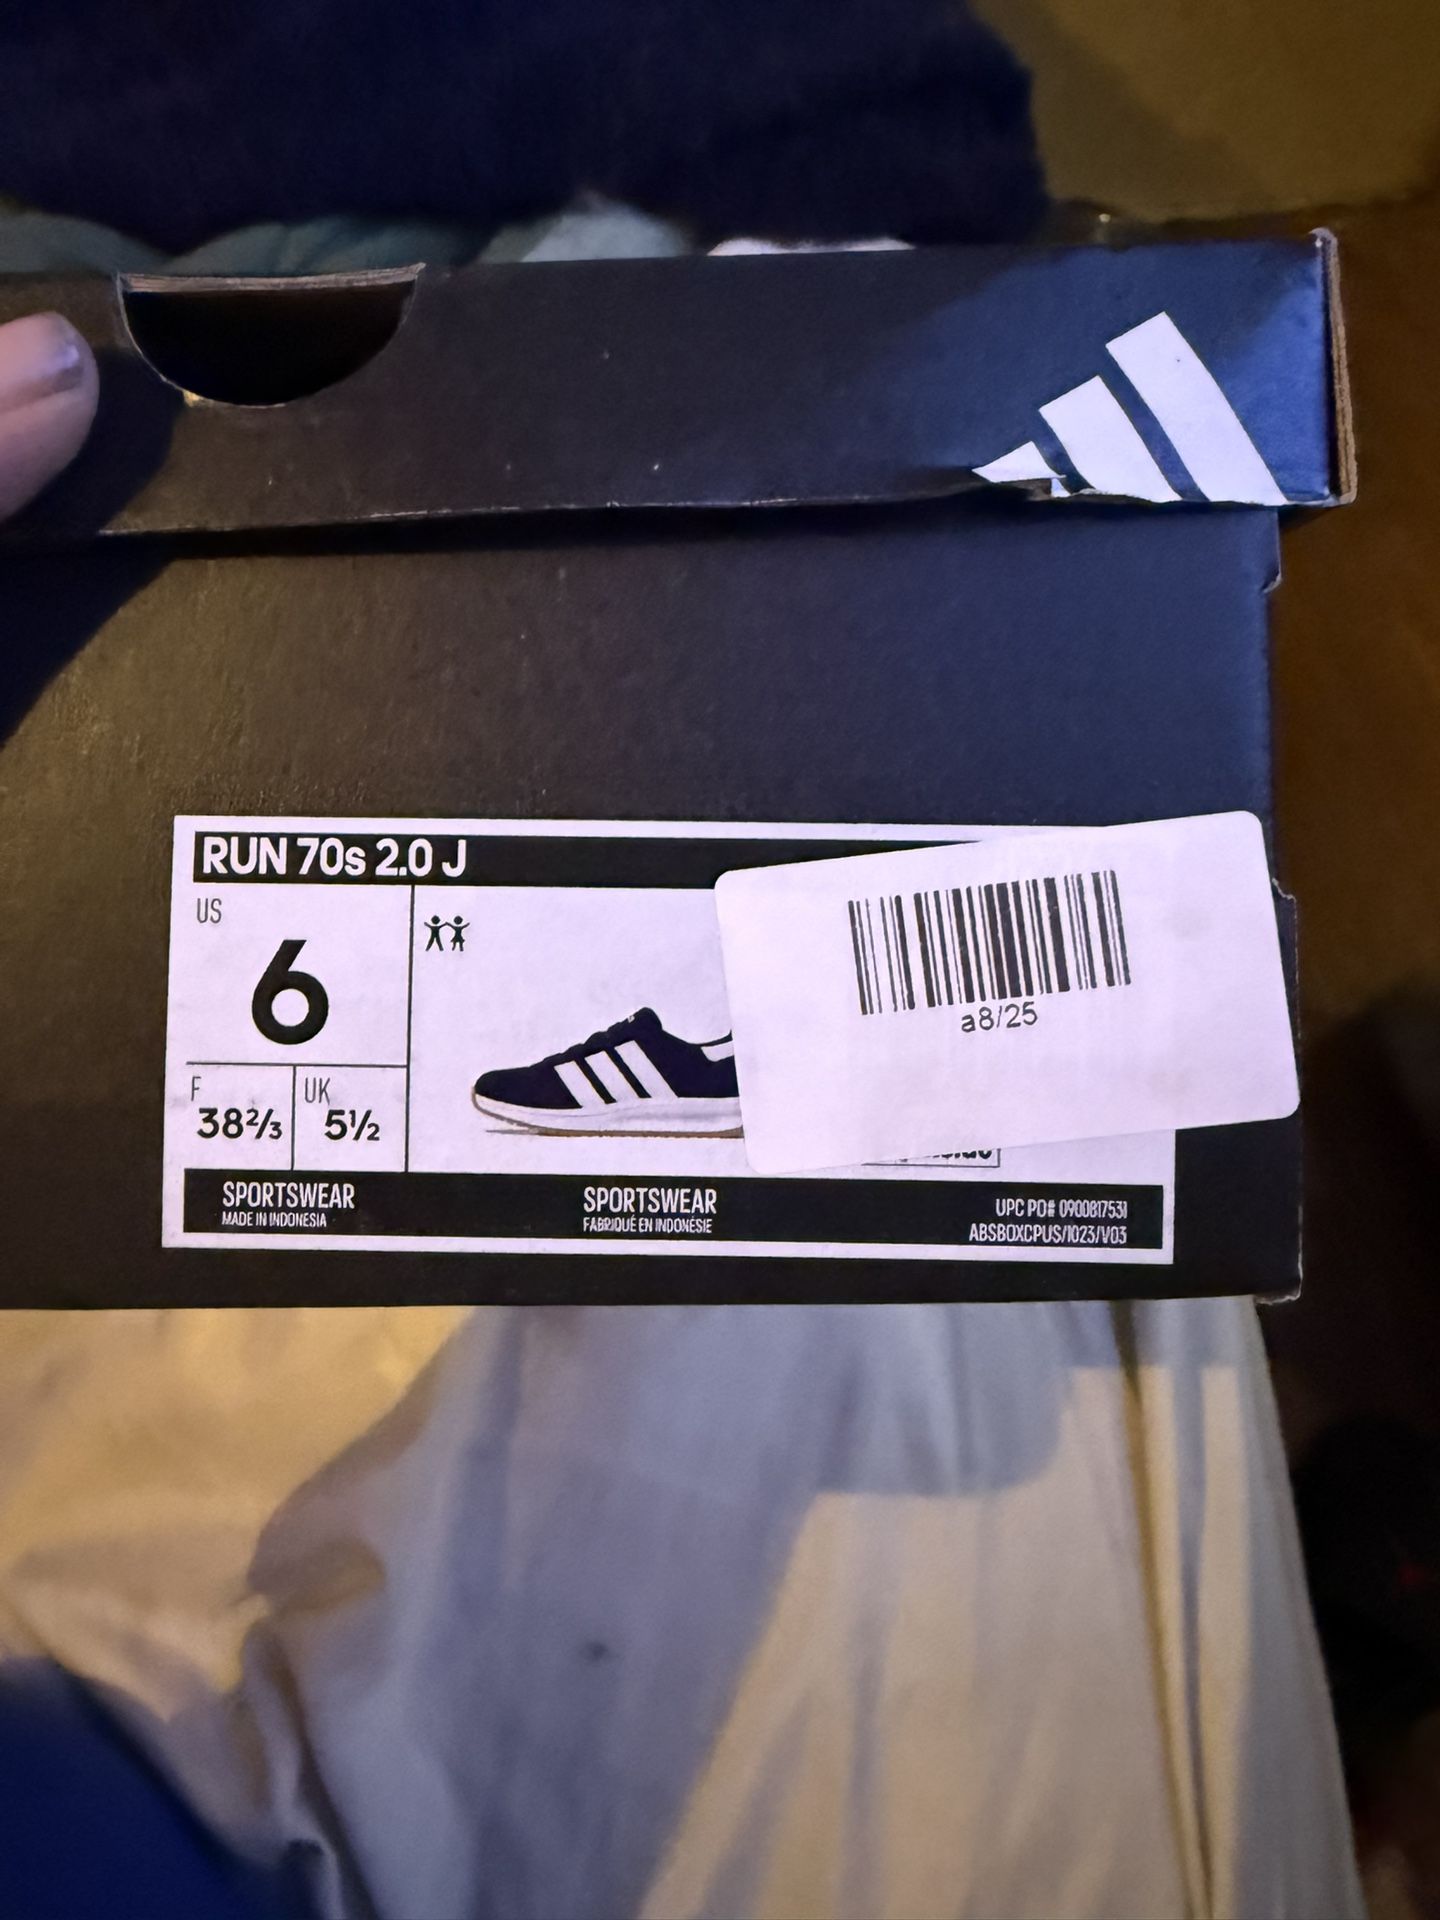 RUN 70s 2.0 J
US
6
F
38⅔
UK
5½
a8/25
SPORTSWEAR
MADE IN INDONESIA
SPORTSWEAR
FABRIQUÉ EN INDONÉSIE
UPC PO# 0900817531
ABSBOXCPUS/1023/V03